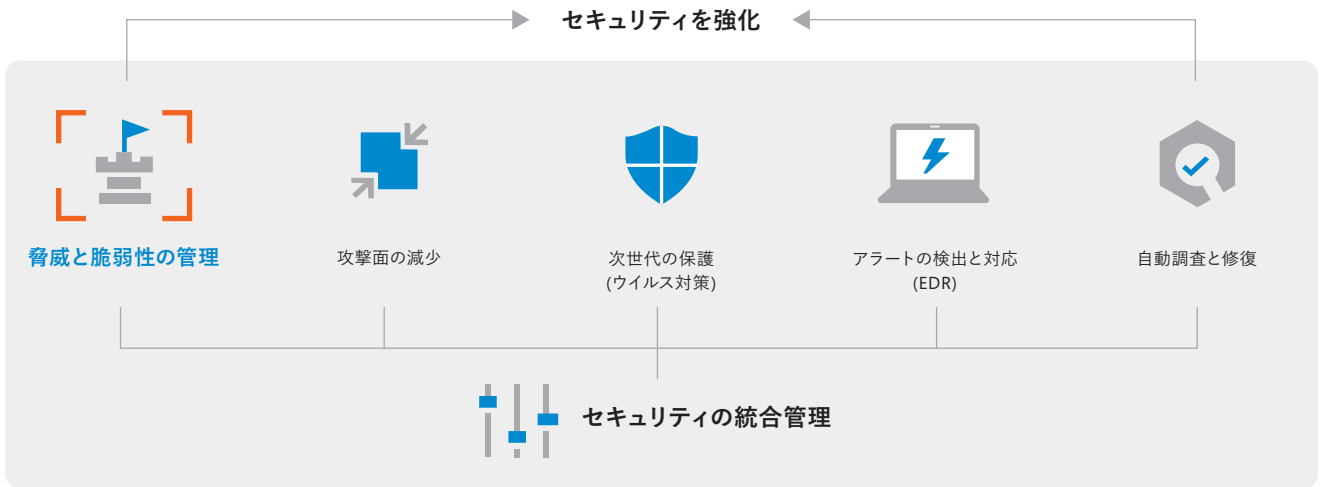 セキュリティを強化
脅威と脆弱性の管理
攻撃面の減少
次世代の保護
(ウイルス対策)
アラートの検出と対応
(EDR)
自動調査と修復
セキュリティの統合管理